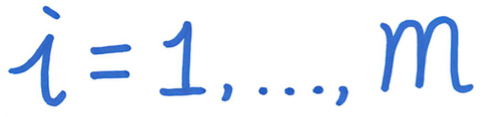 i = 1, ..., m